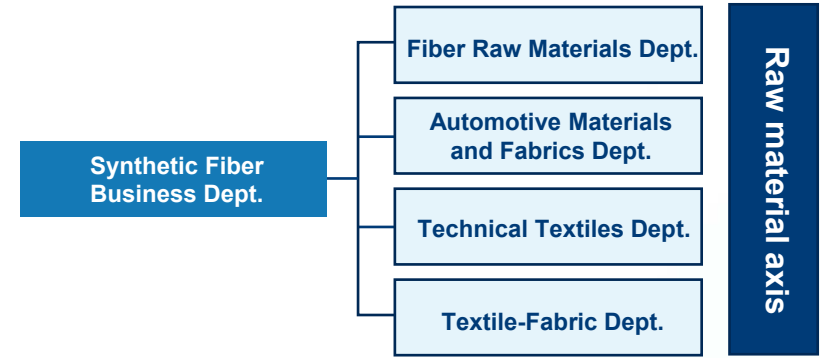 Fiber Raw Materials Dept.
Automotive Materials
and Fabrics Dept.
Synthetic Fiber
Business Dept.
Technical Textiles Dept.
Textile-Fabric Dept.
Raw material axis